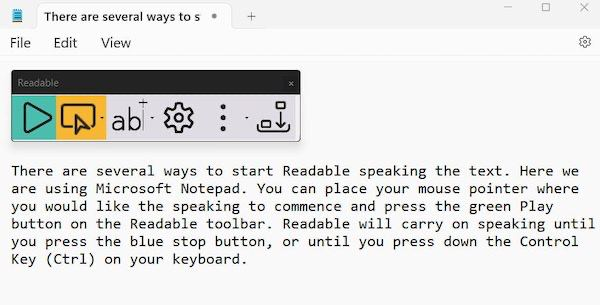 There are several ways to s
File Edit View
Readable
ab
There are several ways to start Readable speaking the text. Here we
are using Microsoft Notepad. You can place your mouse pointer where
you would like the speaking to commence and press the green Play
button on the Readable toolbar. Readable will carry on speaking until
you press the blue stop button, or until you press down the Control
Key (Ctrl) on your keyboard.